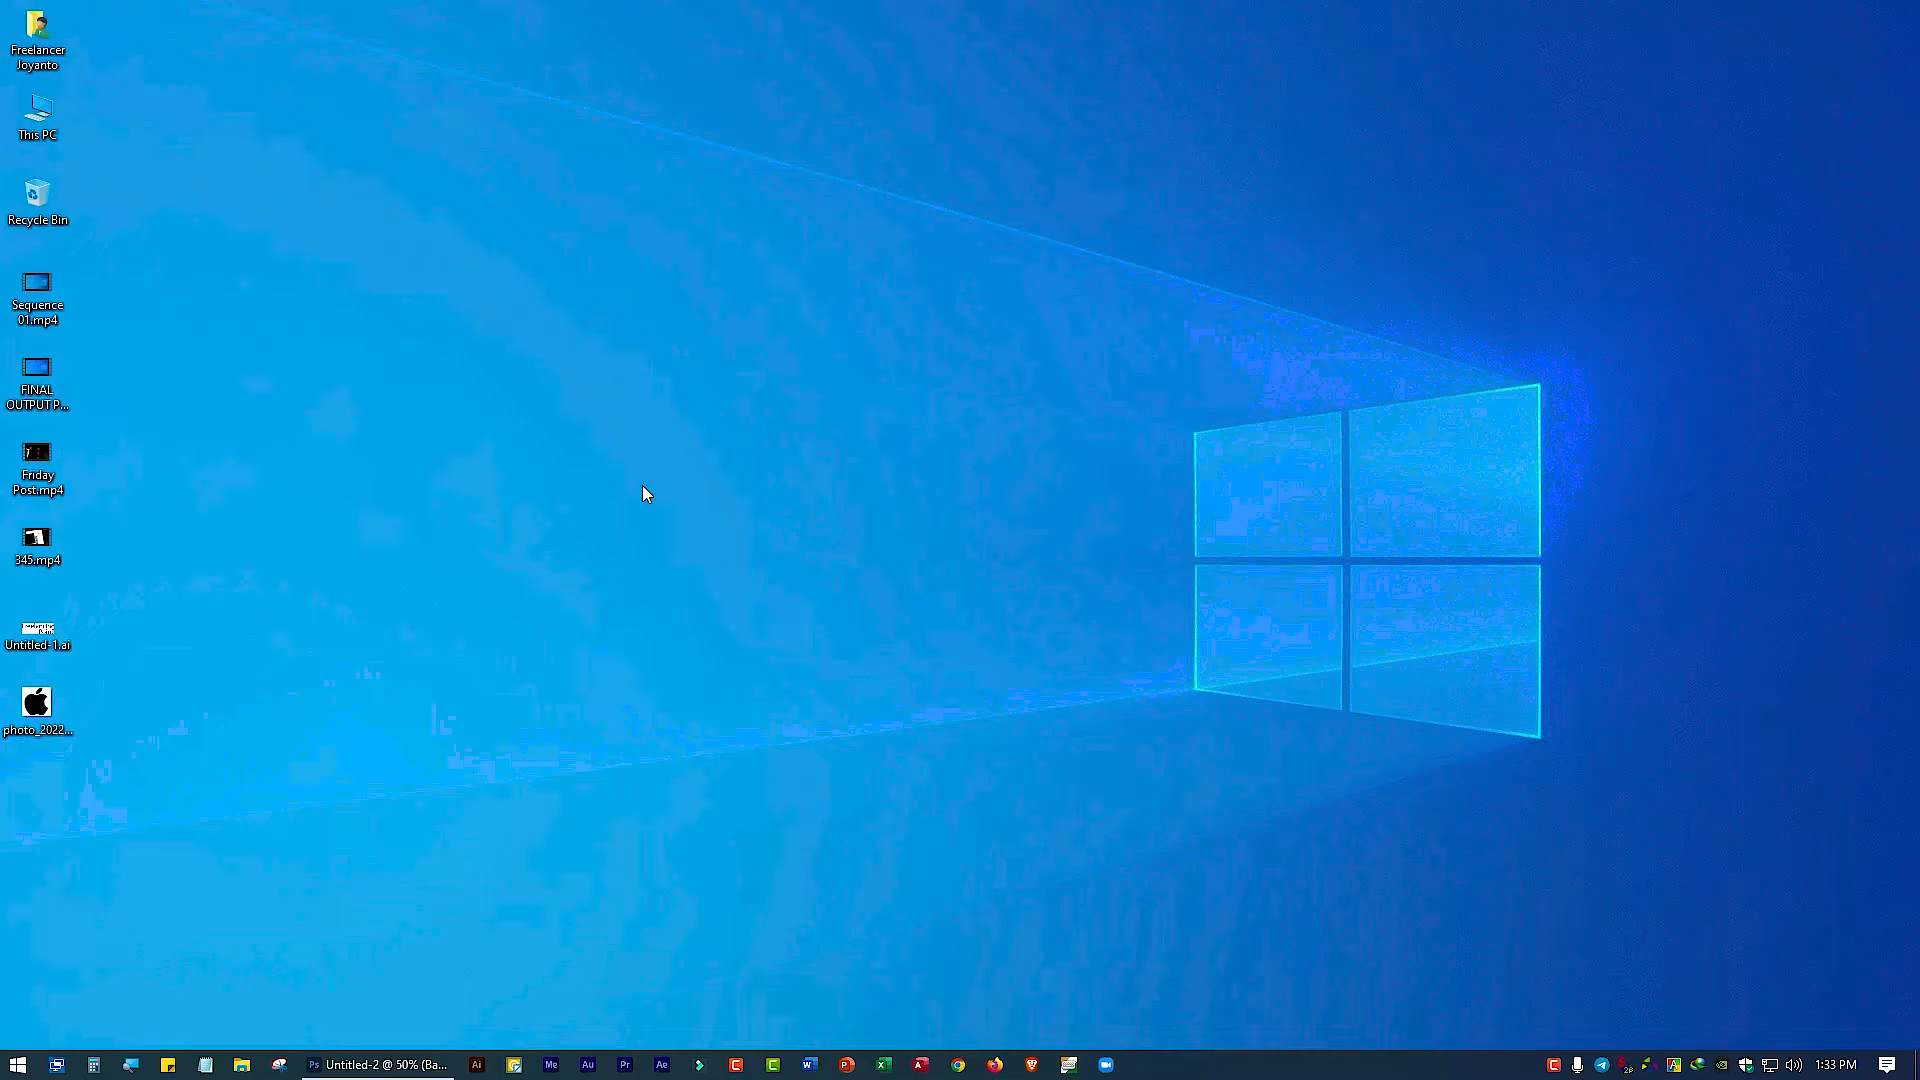 Freelancer
Joyanto
This PC
Recycle Bin
Sequence
01.mp4
FINAL
OUTPUT P...
Friday
Post.mp4
345.mp4
Untitled-1.ai
photo_2022...
Ps Untitled-2 @ 50% (Ba...
Ai
Me
Au
Pr
Ae
1:33 PM